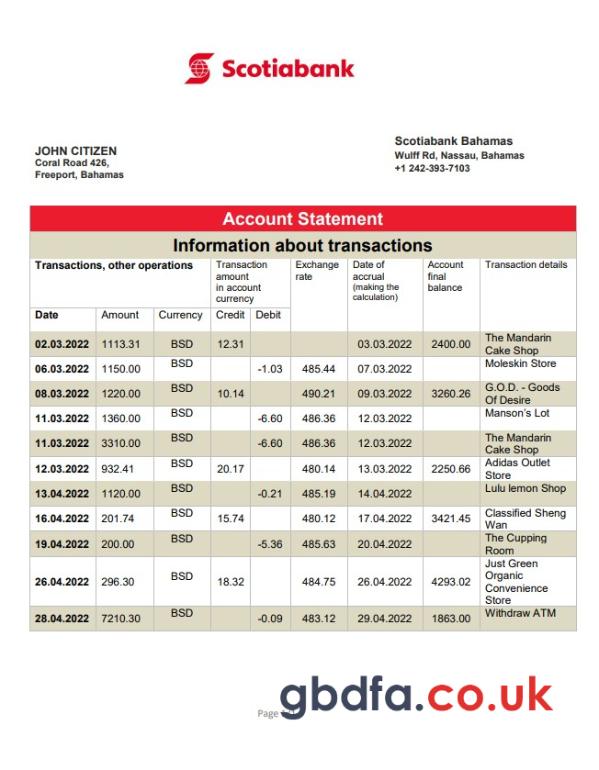 Scotiabank
JOHN CITIZEN
Coral Road 426,
Freeport, Bahamas
Scotiabank Bahamas
Wulff Rd, Nassau, Bahamas
+1 242-393-7103
Account Statement
Information about transactions
Transactions, other operations
Transaction
amount
in account
currency
Exchange
rate
Date of
accrual
(making the
calculation)
Account
final
balance
Transaction details
Date Amount Currency Credit Debit
02.03.2022 1113.31 BSD 12.31 03.03.2022 2400.00 The Mandarin
Cake Shop
06.03.2022 1150.00 BSD -1.03 485.44 07.03.2022 Moleskin Store
08.03.2022 1220.00 BSD 10.14 490.21 09.03.2022 3260.26 G.O.D. - Goods
Of Desire
11.03.2022 1360.00 BSD -6.60 486.36 12.03.2022 Manson's Lot
11.03.2022 3310.00 BSD -6.60 486.36 12.03.2022 The Mandarin
Cake Shop
12.03.2022 932.41 BSD 20.17 480.14 13.03.2022 2250.66 Adidas Outlet
Store
13.04.2022 1120.00 BSD -0.21 485.19 14.04.2022 Lulu lemon Shop
16.04.2022 201.74 BSD 15.74 480.12 17.04.2022 3421.45 Classified Sheng
Wan
19.04.2022 200.00 BSD -5.36 485.63 20.04.2022 The Cupping
Room
26.04.2022 296.30 BSD 18.32 484.75 26.04.2022 4293.02 Just Green
Organic
Convenience
Store
28.04.2022 7210.30 BSD -0.09 483.12 29.04.2022 1863.00 Withdraw ATM
gbdfa.co.uk
Page